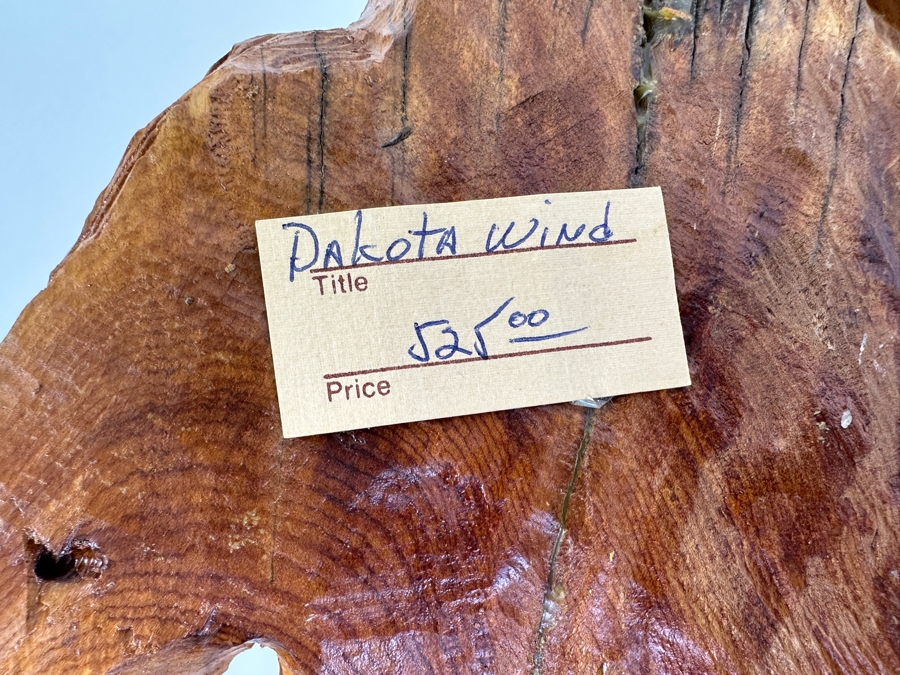 Dakota Wind
Title
525 00
Price